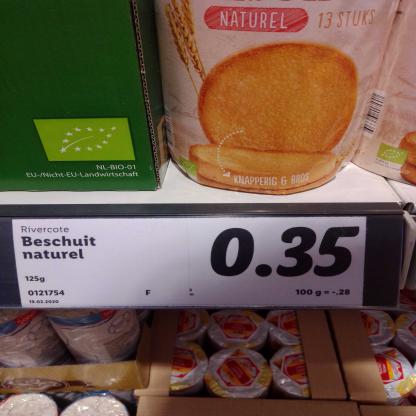 NATUREL
13 STUKS
KNAPPERIG & BROS
NL-BIO-01
EU-/Nicht-EU-Landwirtschaft
Rivercote
Beschuit
naturel
0.35
125g
0121754
F
19.02.2020
100 g = -.28